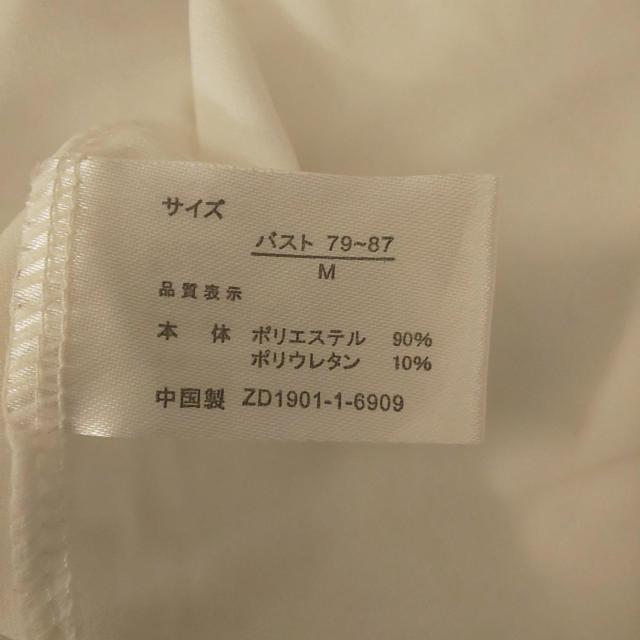 サイズ
バスト 79~87
M
品質表示
本 体 ポリエステル 90%
ポリウレタン 10%
中国製 ZD1901-1-6909